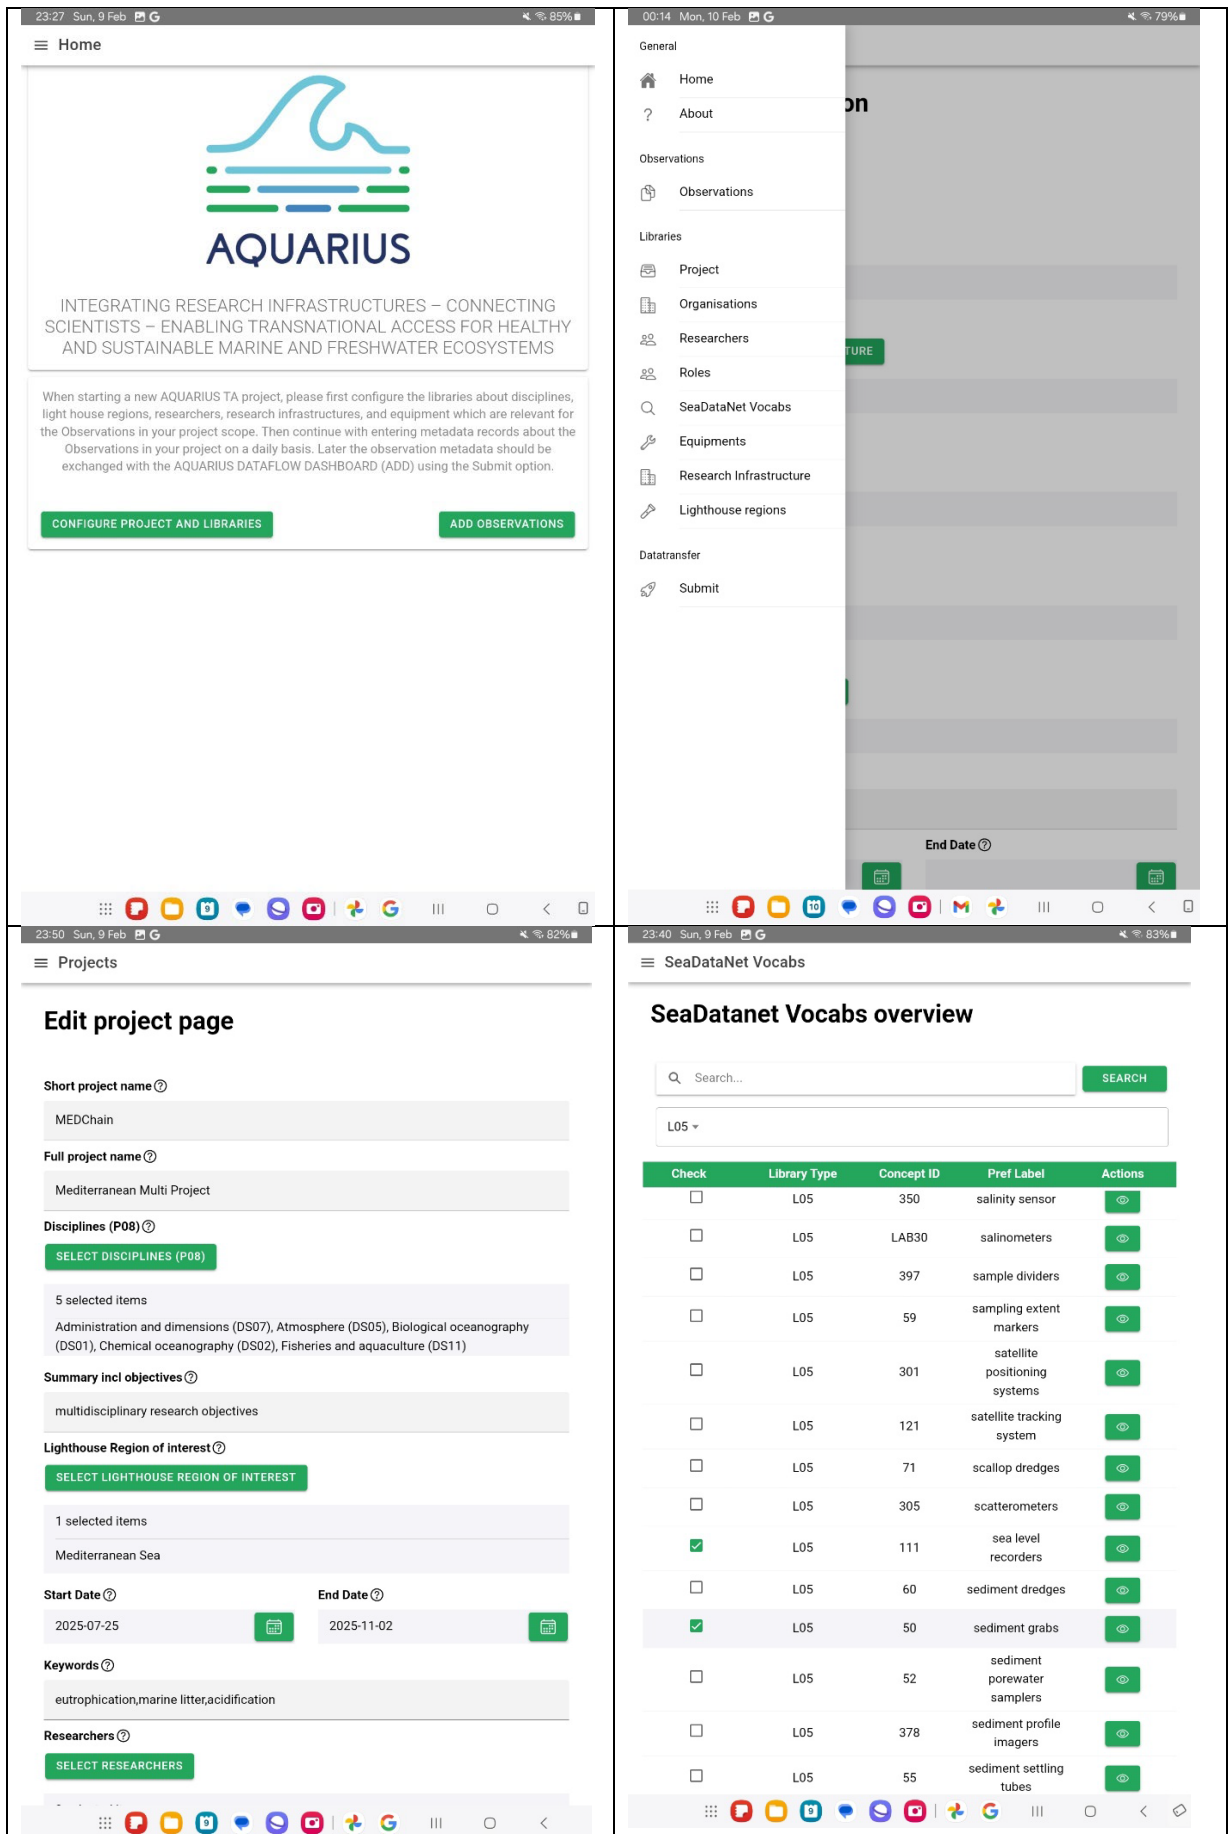 23:27 Sun, 9 Feb G
85%
Home
AQUARIUS
INTEGRATING RESEARCH INFRASTRUCTURES – CONNECTING
SCIENTISTS – ENABLING TRANSNATIONAL ACCESS FOR HEALTHY
AND SUSTAINABLE MARINE AND FRESHWATER ECOSYSTEMS
When starting a new AQUARIUS TA project, please first configure the libraries about disciplines,
light house regions, researchers, research infrastructures, and equipment which are relevant for
the Observations in your project scope. Then continue with entering metadata records about the
Observations in your project on a daily basis. Later the observation metadata should be
exchanged with the AQUARIUS DATAFLOW DASHBOARD (ADD) using the Submit option.
CONFIGURE PROJECT AND LIBRARIES
ADD OBSERVATIONS
9
00:14 Mon, 10 Feb G
79%
General
Home
on
About
Observations
Observations
Libraries
Project
Organisations
Researchers
TURE
Roles
SeaDataNet Vocabs
Equipments
Research Infrastructure
Lighthouse regions
Datatransfer
Submit
End Date
10
23:50 Sun, 9 Feb G
82%
Projects
Edit project page
Short project name
MEDChain
Full project name
Mediterranean Multi Project
Disciplines (P08)
SELECT DISCIPLINES (P08)
5 selected items
Administration and dimensions (DS07), Atmosphere (DS05), Biological oceanography
(DS01), Chemical oceanography (DS02), Fisheries and aquaculture (DS11)
Summary incl objectives
multidisciplinary research objectives
Lighthouse Region of interest
SELECT LIGHTHOUSE REGION OF INTEREST
1 selected items
Mediterranean Sea
Start Date End Date
2025-07-25 2025-11-02
Keywords
eutrophication,marine litter,acidification
Researchers
SELECT RESEARCHERS
9
23:40 Sun, 9 Feb G
83%
SeaDataNet Vocabs
SeaDatanet Vocabs overview
Search...
SEARCH
L05
Check Library Type Concept ID Pref Label Actions
L05 350 salinity sensor
L05 LAB30 salinometers
L05 397 sample dividers
L05 59 sampling extent
markers
L05 301 satellite
positioning
systems
L05 121 satellite tracking
system
L05 71 scallop dredges
L05 305 scatterometers
L05 111 sea level
recorders
L05 60 sediment dredges
L05 50 sediment grabs
L05 52 sediment
porewater
samplers
L05 378 sediment profile
imagers
L05 55 sediment settling
tubes
9